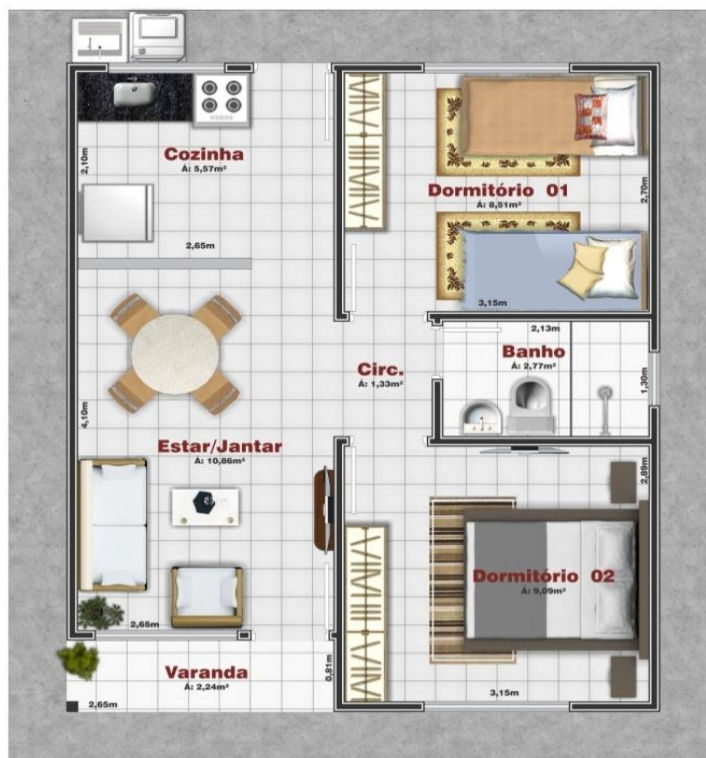 Cozinha
Á: 5,57m²
2,10m
2,65m
Dormitório 01
Á: 8,51m²
2,70m
3,15m
2,13m
Banho
Á: 2,77m²
1,30m
Circ.
Á: 1,33m²
4,10m
Estar/Jantar
Á: 10,86m²
2,65m
2,89m
Dormitório 02
Á: 9,09m²
3,15m
Varanda
Á: 2,24m²
0,81m
2,65m